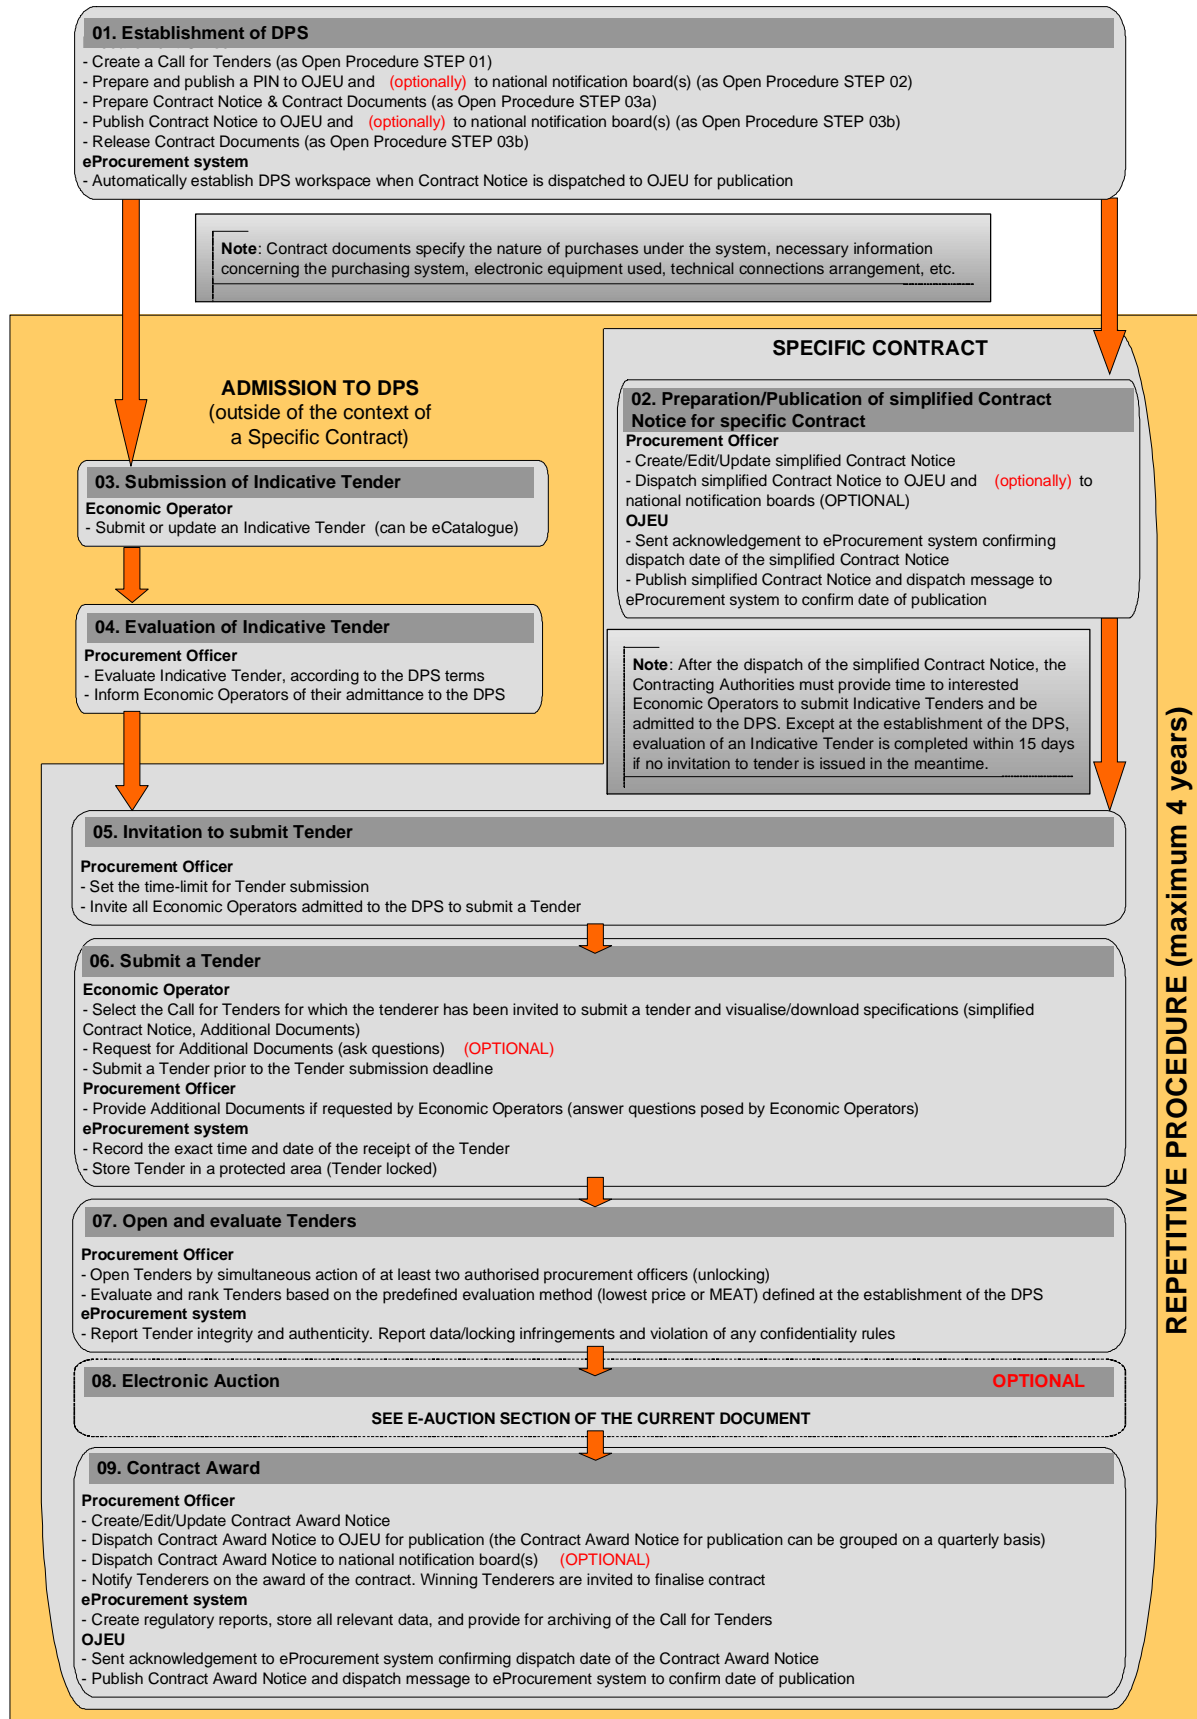 01. Establishment of DPS
- Create a Call for Tenders (as Open Procedure STEP 01)
- Prepare and publish a PIN to OJEU and (optionally) to national notification board(s) (as Open Procedure STEP 02)
- Prepare Contract Notice & Contract Documents (as Open Procedure STEP 03a)
- Publish Contract Notice to OJEU and (optionally) to national notification board(s) (as Open Procedure STEP 03b)
- Release Contract Documents (as Open Procedure STEP 03b)
eProcurement system
- Automatically establish DPS workspace when Contract Notice is dispatched to OJEU for publication
Note: Contract documents specify the nature of purchases under the system, necessary information
concerning the purchasing system, electronic equipment used, technical connections arrangement, etc.
ADMISSION TO DPS
(outside of the context of
a Specific Contract)
03. Submission of Indicative Tender
Economic Operator
- Submit or update an Indicative Tender (can be eCatalogue)
04. Evaluation of Indicative Tender
Procurement Officer
- Evaluate Indicative Tender, according to the DPS terms
- Inform Economic Operators of their admittance to the DPS
SPECIFIC CONTRACT
02. Preparation/Publication of simplified Contract
Notice for specific Contract
Procurement Officer
- Create/Edit/Update simplified Contract Notice
- Dispatch simplified Contract Notice to OJEU and (optionally) to
national notification boards (OPTIONAL)
OJEU
- Sent acknowledgement to eProcurement system confirming
dispatch date of the simplified Contract Notice
- Publish simplified Contract Notice and dispatch message to
eProcurement system to confirm date of publication
Note: After the dispatch of the simplified Contract Notice, the
Contracting Authorities must provide time to interested
Economic Operators to submit Indicative Tenders and be
admitted to the DPS. Except at the establishment of the DPS,
evaluation of an Indicative Tender is completed within 15 days
if no invitation to tender is issued in the meantime.
REPETITIVE PROCEDURE (maximum 4 years)
05. Invitation to submit Tender
Procurement Officer
- Set the time-limit for Tender submission
- Invite all Economic Operators admitted to the DPS to submit a Tender
06. Submit a Tender
Economic Operator
- Select the Call for Tenders for which the tenderer has been invited to submit a tender and visualise/download specifications (simplified
Contract Notice, Additional Documents)
- Request for Additional Documents (ask questions) (OPTIONAL)
- Submit a Tender prior to the Tender submission deadline
Procurement Officer
- Provide Additional Documents if requested by Economic Operators (answer questions posed by Economic Operators)
eProcurement system
- Record the exact time and date of the receipt of the Tender
- Store Tender in a protected area (Tender locked)
07. Open and evaluate Tenders
Procurement Officer
- Open Tenders by simultaneous action of at least two authorised procurement officers (unlocking)
- Evaluate and rank Tenders based on the predefined evaluation method (lowest price or MEAT) defined at the establishment of the DPS
eProcurement system
- Report Tender integrity and authenticity. Report data/locking infringements and violation of any confidentiality rules
08. Electronic Auction OPTIONAL
SEE E-AUCTION SECTION OF THE CURRENT DOCUMENT
09. Contract Award
Procurement Officer
- Create/Edit/Update Contract Award Notice
- Dispatch Contract Award Notice to OJEU for publication (the Contract Award Notice for publication can be grouped on a quarterly basis)
- Dispatch Contract Award Notice to national notification board(s) (OPTIONAL)
- Notify Tenderers on the award of the contract. Winning Tenderers are invited to finalise contract
eProcurement system
- Create regulatory reports, store all relevant data, and provide for archiving of the Call for Tenders
OJEU
- Sent acknowledgement to eProcurement system confirming dispatch date of the Contract Award Notice
- Publish Contract Award Notice and dispatch message to eProcurement system to confirm date of publication